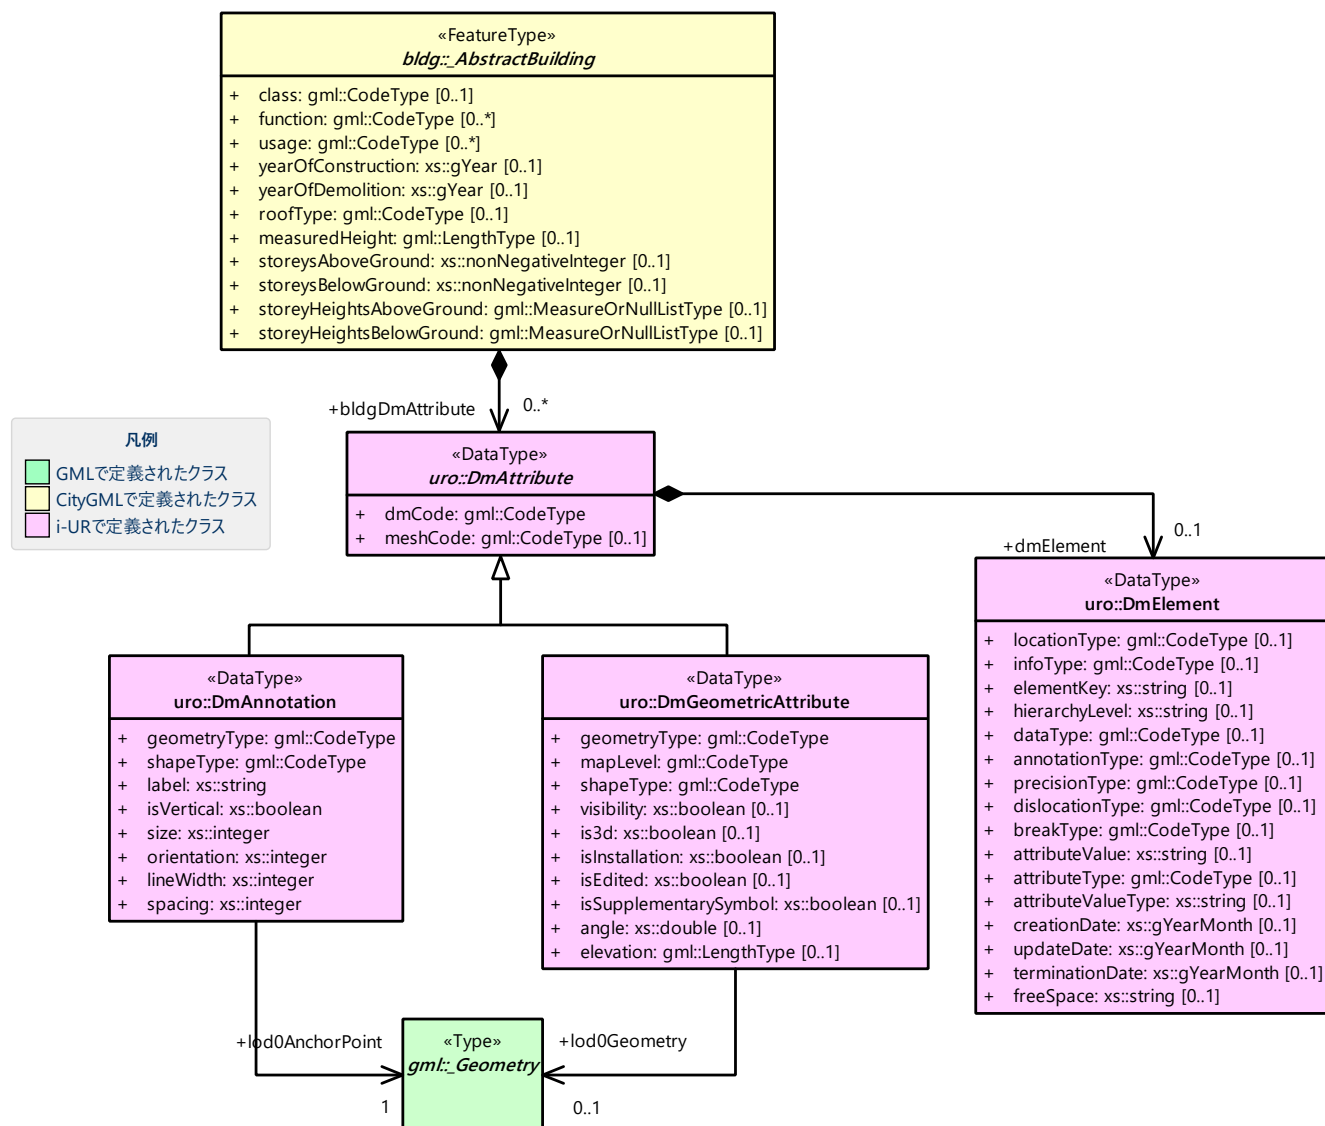 «FeatureType»
bldg::_AbstractBuilding
+ class: gml::CodeType [0..1]
+ function: gml::CodeType [0..*]
+ usage: gml::CodeType [0..*]
+ yearOfConstruction: xs::gYear [0..1]
+ yearOfDemolition: xs::gYear [0..1]
+ roofType: gml::CodeType [0..1]
+ measuredHeight: gml::LengthType [0..1]
+ storeysAboveGround: xs::nonNegativeInteger [0..1]
+ storeysBelowGround: xs::nonNegativeInteger [0..1]
+ storeyHeightsAboveGround: gml::MeasureOrNullListType [0..1]
+ storeyHeightsBelowGround: gml::MeasureOrNullListType [0..1]
+bldgDmAttribute
0..*
凡例
GMLで定義されたクラス
CityGMLで定義されたクラス
i-URで定義されたクラス
«DataType»
uro::DmAttribute
+ dmCode: gml::CodeType
+ meshCode: gml::CodeType [0..1]
+dmElement
0..1
«DataType»
uro::DmElement
+ locationType: gml::CodeType [0..1]
+ infoType: gml::CodeType [0..1]
+ elementKey: xs::string [0..1]
+ hierarchyLevel: xs::string [0..1]
+ dataType: gml::CodeType [0..1]
+ annotationType: gml::CodeType [0..1]
+ precisionType: gml::CodeType [0..1]
+ dislocationType: gml::CodeType [0..1]
+ breakType: gml::CodeType [0..1]
+ attributeValue: xs::string [0..1]
+ attributeType: gml::CodeType [0..1]
+ attributeValueType: xs::string [0..1]
+ creationDate: xs::gYearMonth [0..1]
+ updateDate: xs::gYearMonth [0..1]
+ terminationDate: xs::gYearMonth [0..1]
+ freeSpace: xs::string [0..1]
«DataType»
uro::DmAnnotation
+ geometryType: gml::CodeType
+ shapeType: gml::CodeType
+ label: xs::string
+ isVertical: xs::boolean
+ size: xs::integer
+ orientation: xs::integer
+ lineWidth: xs::integer
+ spacing: xs::integer
«DataType»
uro::DmGeometricAttribute
+ geometryType: gml::CodeType
+ mapLevel: gml::CodeType
+ shapeType: gml::CodeType
+ visibility: xs::boolean [0..1]
+ is3d: xs::boolean [0..1]
+ isInstallation: xs::boolean [0..1]
+ isEdited: xs::boolean [0..1]
+ isSupplementarySymbol: xs::boolean [0..1]
+ angle: xs::double [0..1]
+ elevation: gml::LengthType [0..1]
+lod0AnchorPoint
1
«Type»
gml::_Geometry
+lod0Geometry
0..1